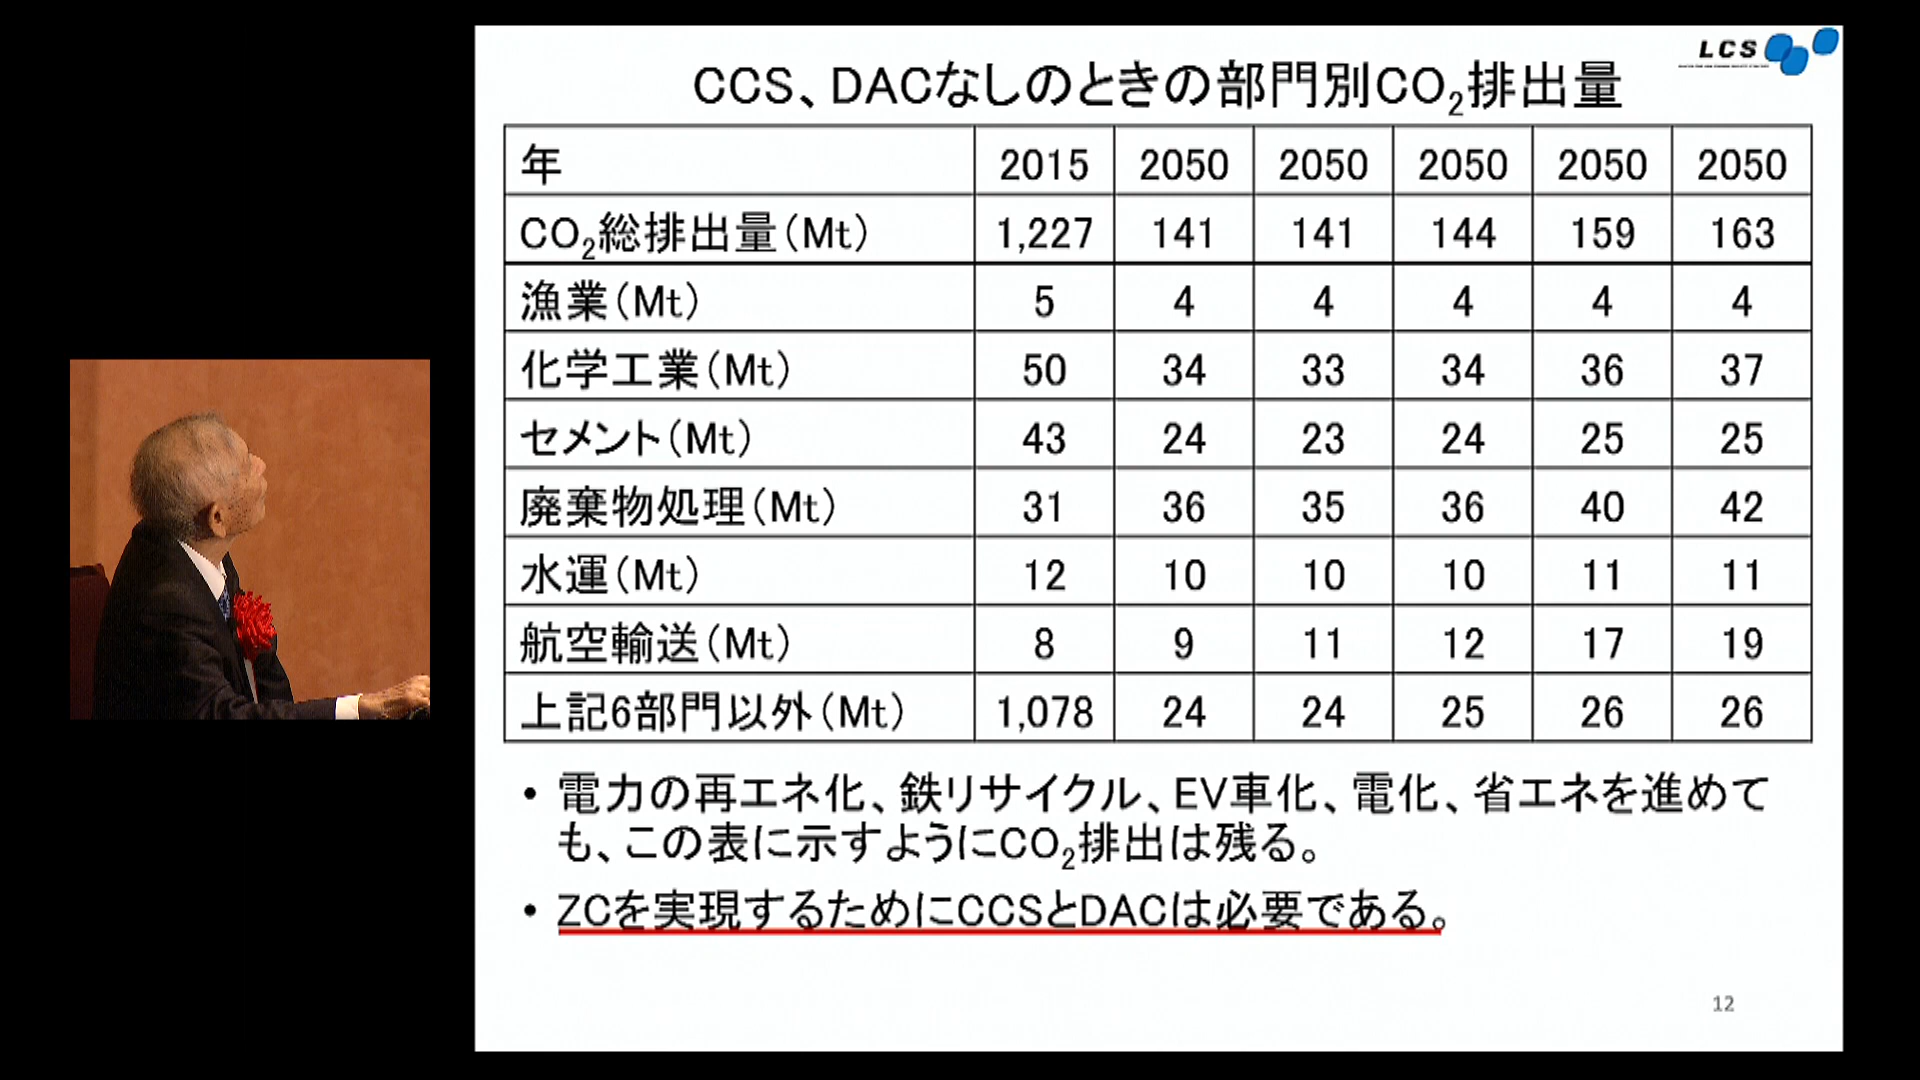 LCS
CCS、DACなしのときの部門別CO₂排出量
年 2015 2050 2050 2050 2050 2050
CO₂総排出量(Mt) 1,227 141 141 144 159 163
漁業(Mt) 5 4 4 4 4 4
化学工業(Mt) 50 34 33 34 36 37
セメント(Mt) 43 24 23 24 25 25
廃棄物処理(Mt) 31 36 35 36 40 42
水運(Mt) 12 10 10 10 11 11
航空輸送(Mt) 8 9 11 12 17 19
上記6部門以外(Mt) 1,078 24 24 25 26 26
• 電力の再エネ化、鉄リサイクル、EV車化、電化、省エネを進めて
も、この表に示すようにCO₂排出は残る。
• ZCを実現するためにCCSとDACは必要である。
12